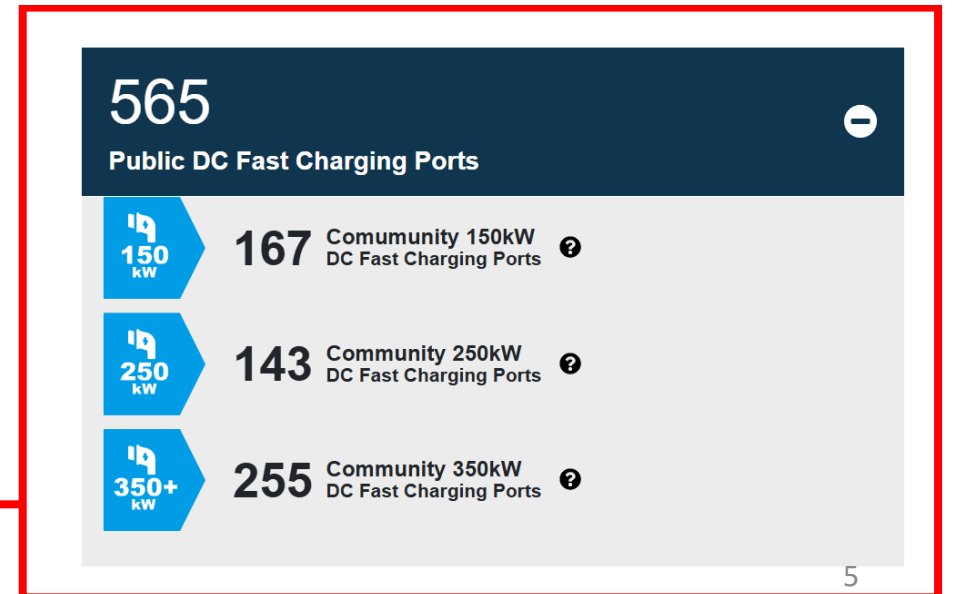 565
Public DC Fast Charging Ports
150
kW
167
Comumunity 150kW
DC Fast Charging Ports
?
250
kW
143
Community 250kW
DC Fast Charging Ports
?
350+
kW
255
Community 350kW
DC Fast Charging Ports
?
5